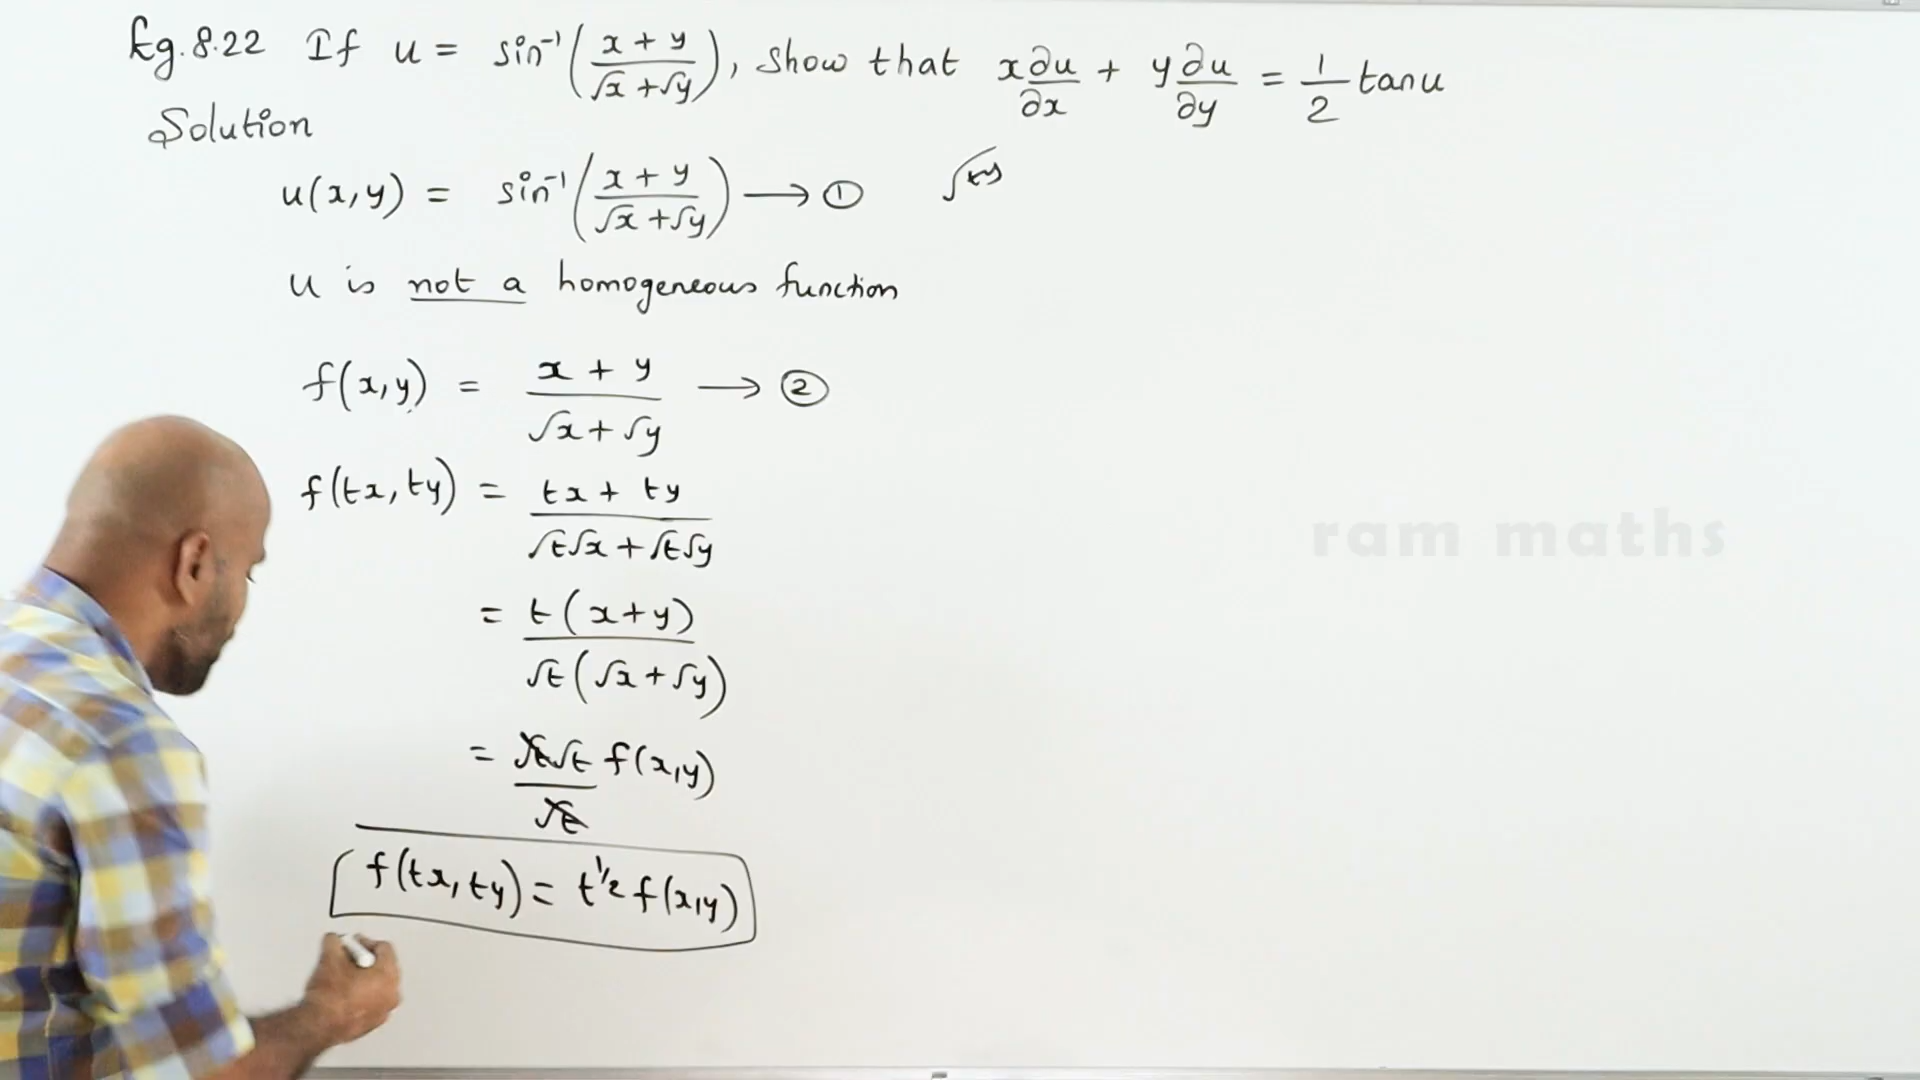 Eg. 8.22 If u = sin⁻¹((x + y)/(√x + √y)), show that x ∂u/∂x + y ∂u/∂y = 1/2 tan u
Solution
u(x,y) = sin⁻¹((x + y)/(√x + √y)) → ①
u is not a homogeneous function
f(x,y) = (x + y)/(√x + √y) → ②
f(tx, ty) = (tx + ty)/(√t√x + √t√y)
= t(x+y)/(√t(√x + √y))
= √t√t/√t f(x,y)
f(tx, ty) = t^1/2 f(x,y)
ram maths